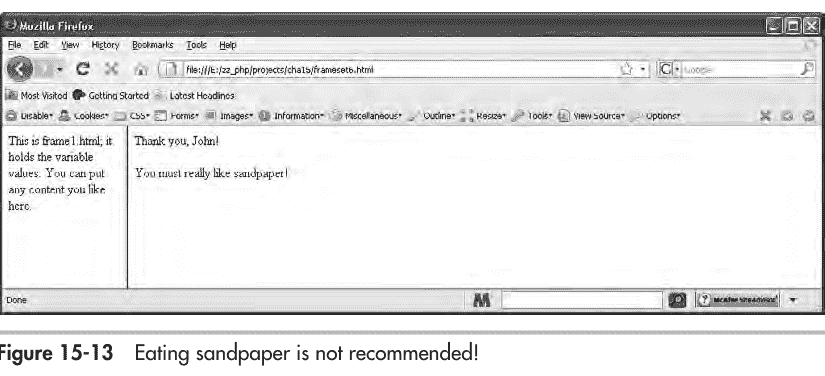 Mozilla Firefox
File Edit View History Bookmarks Tools Help
file:///E:/zz_php/projects/cha15/frameset6.html
Google
Most Visited Getting Started Latest Headlines
Disable Cookies CSS Forms Images Information Miscellaneous Outline Resize Tools View Source Options
This is frame1.html; it
holds the variable
values. You can put
any content you like
here.
Thank you, John!
You must really like sandpaper!
Done
McAfee SiteAdvisor
Figure 15-13 Eating sandpaper is not recommended!